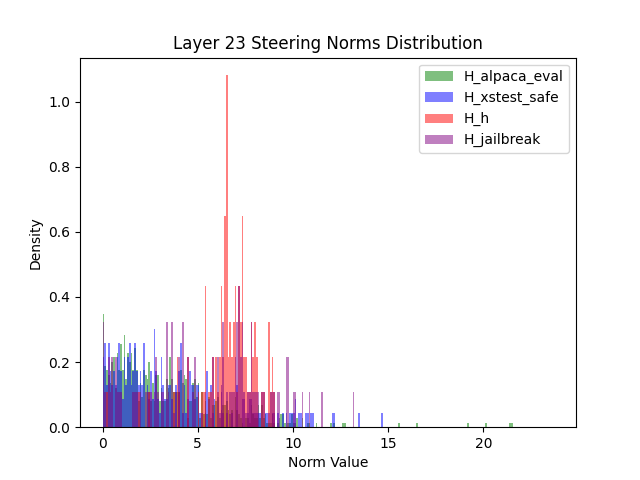 Layer 23 Steering Norms Distribution
H_alpaca_eval
H_xstest_safe
H_h
H_jailbreak
1.0
0.8
0.6
0.4
0.2
0.0
Density
0
5
10
15
20
Norm Value